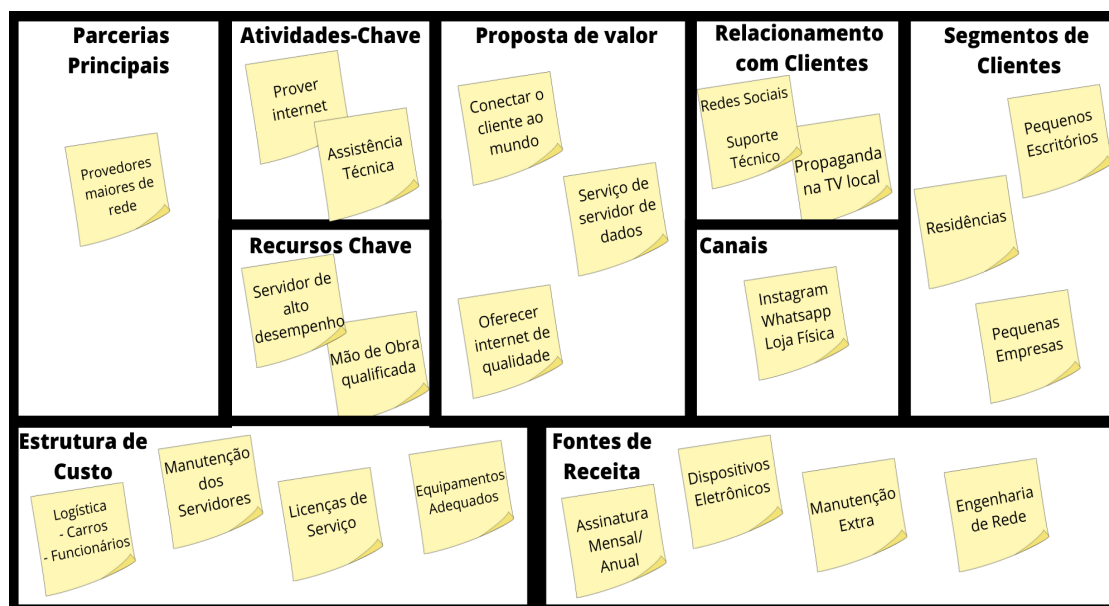 Parcerias
Principais
Provedores
maiores de
rede
Atividades-Chave
Prover
internet
Assistência
Técnica
Recursos Chave
Servidor de
alto
desempenho
Mão de Obra
qualificada
Proposta de valor
Conectar o
cliente ao
mundo
Serviço de
servidor de
dados
Oferecer
internet de
qualidade
Relacionamento
com Clientes
Redes Sociais
Suporte
Técnico
Propaganda
na TV local
Canais
Instagram
Whatsapp
Loja Física
Segmentos de
Clientes
Pequenos
Escritórios
Residências
Pequenas
Empresas
Estrutura de
Custo
Logística
- Carros
- Funcionários
Manutenção
dos
Servidores
Licenças de
Serviço
Equipamentos
Adequados
Fontes de
Receita
Assinatura
Mensal/
Anual
Dispositivos
Eletrônicos
Manutenção
Extra
Engenharia
de Rede